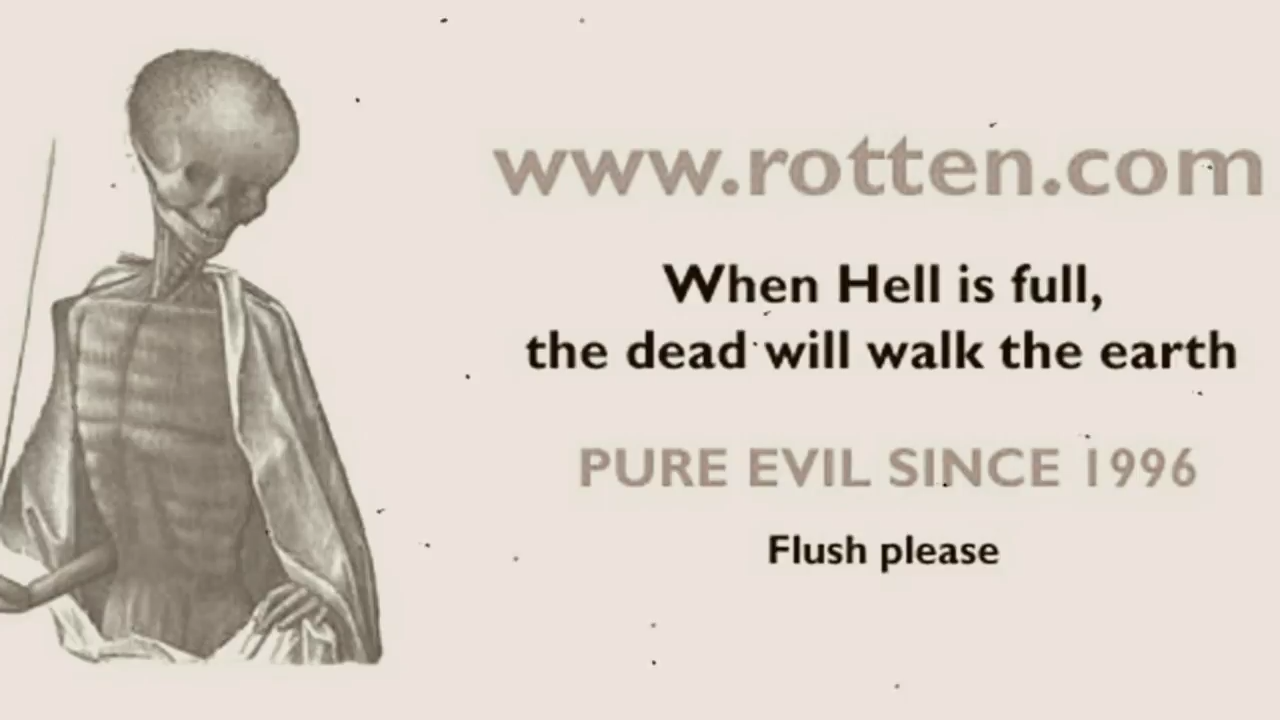 www.rotten.com
When Hell is full,
the dead will walk the earth
PURE EVIL SINCE 1996
Flush please